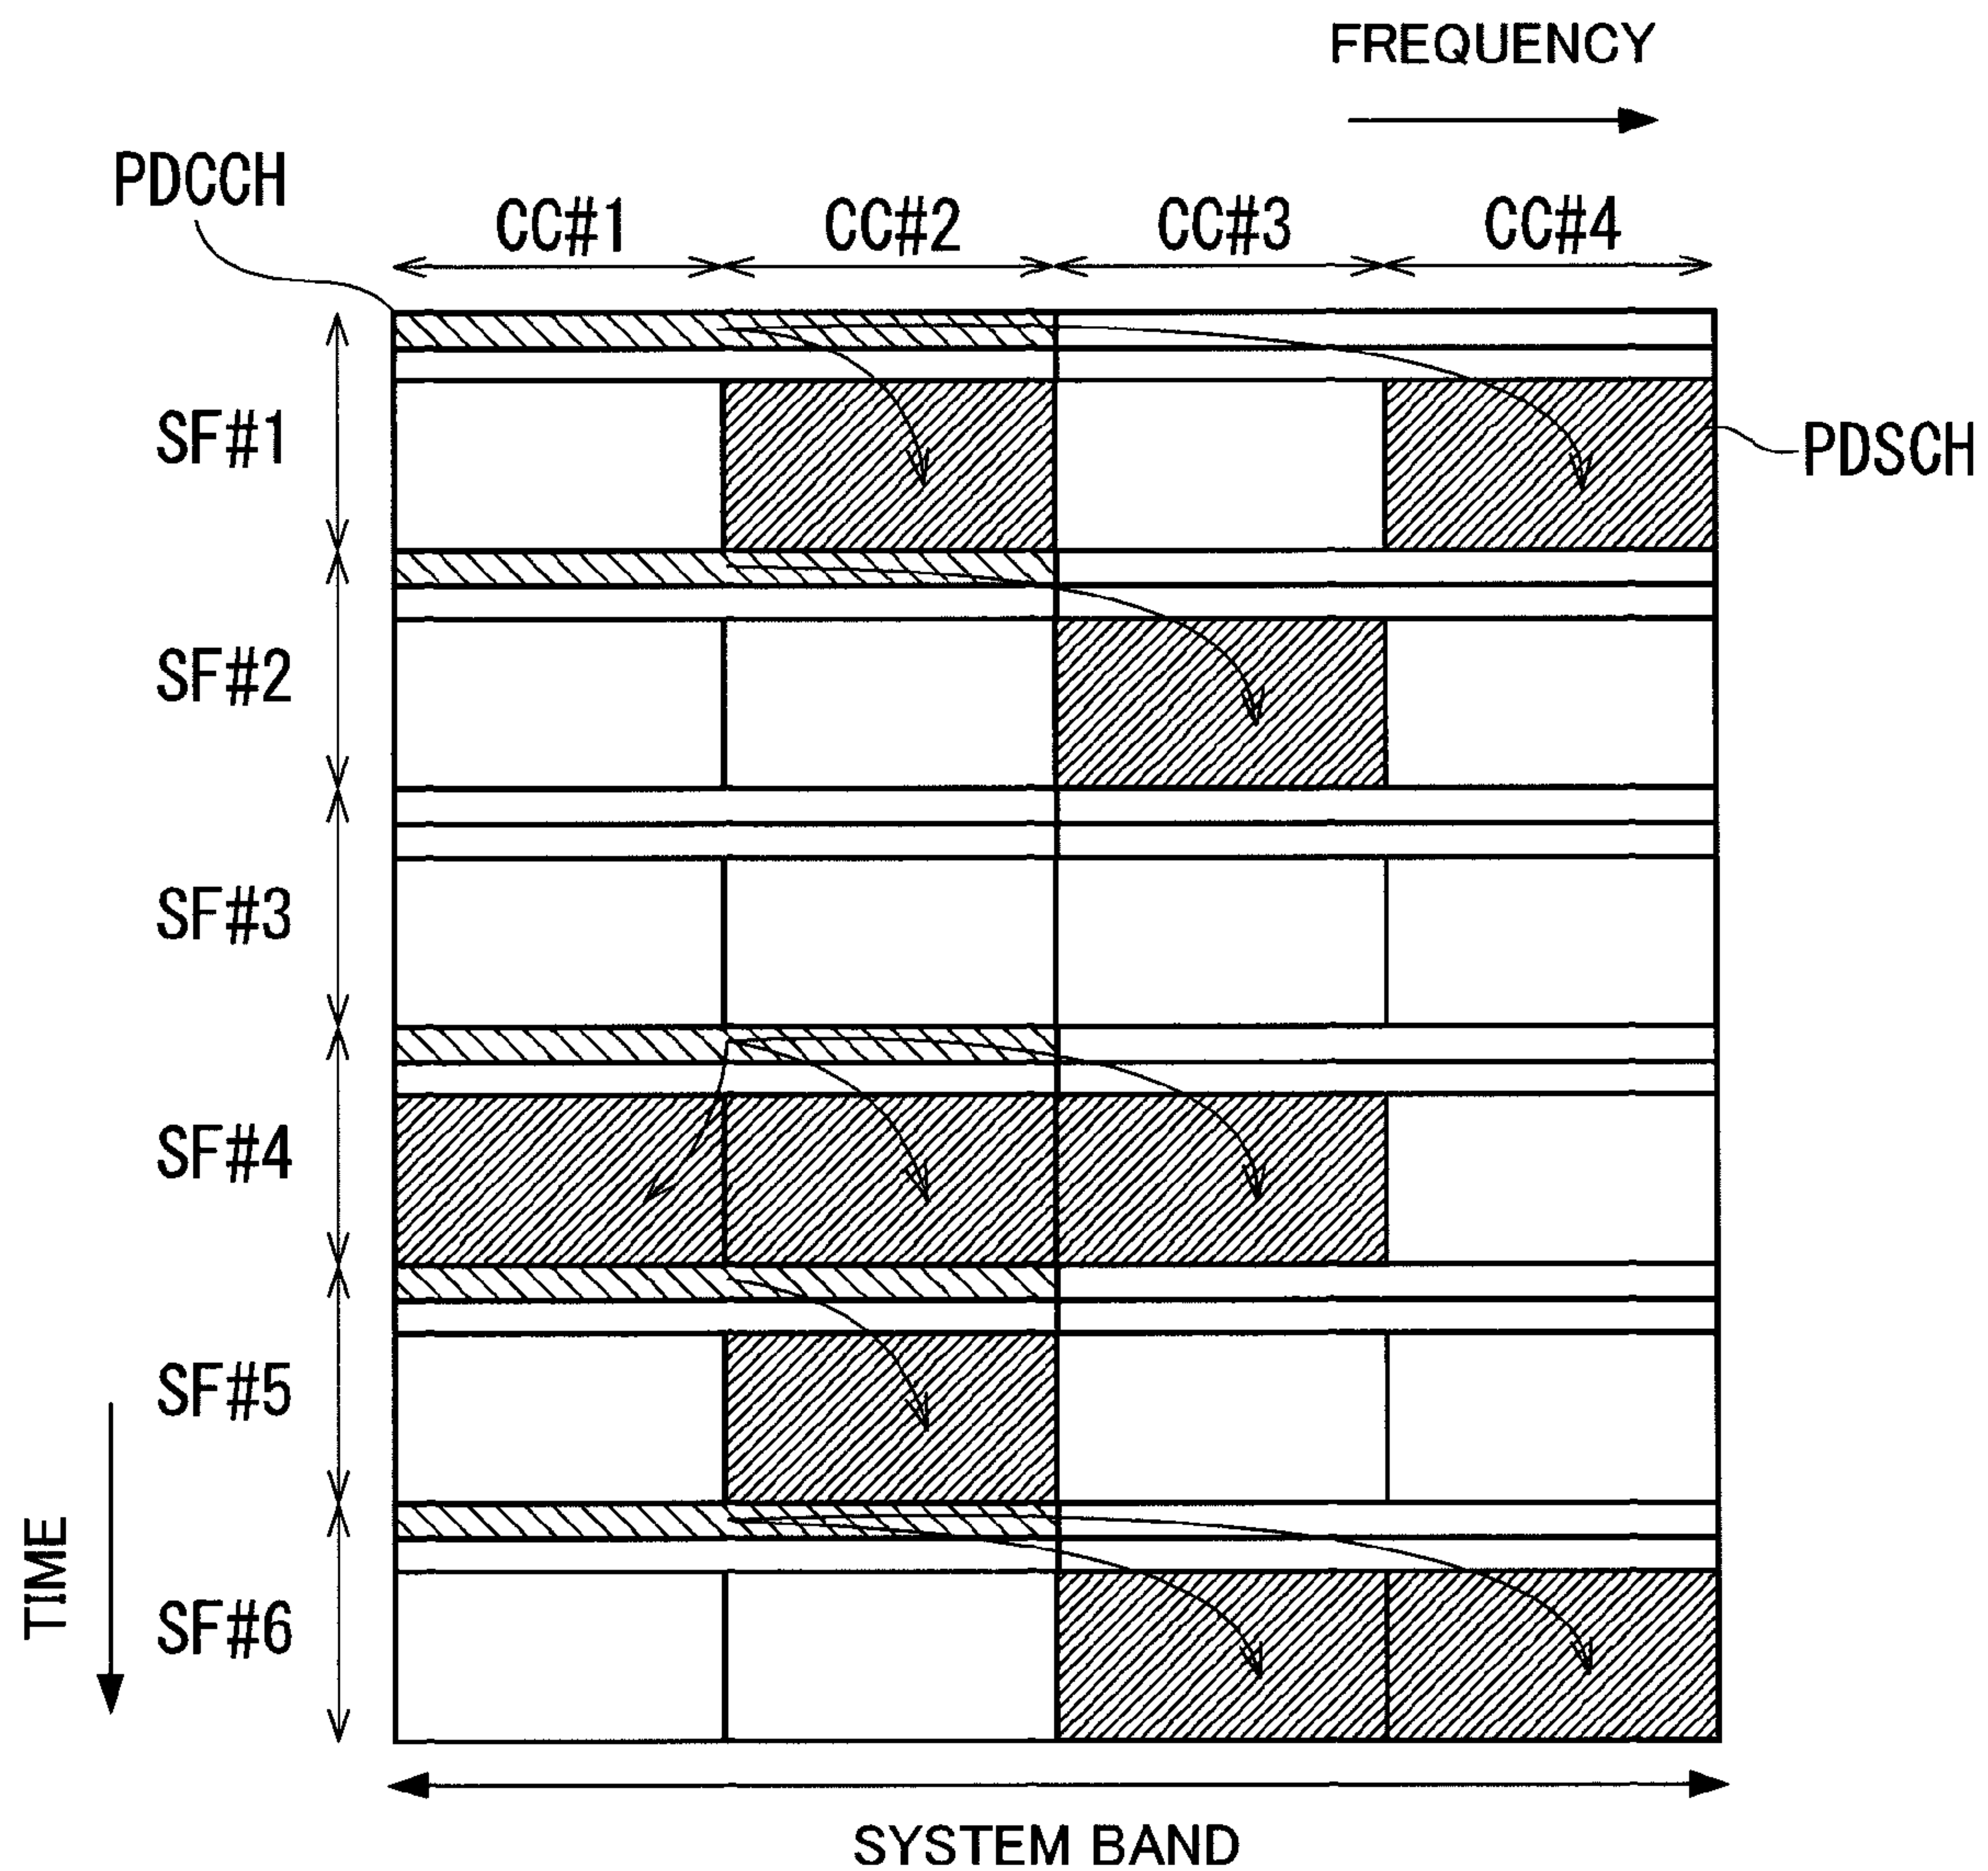 FREQUENCY
PDCCH
CC#1 CC#2 CC#3 CC#4
SF#1
PDSCH
SF#2
SF#3
SF#4
SF#5
SF#6
TIME
SYSTEM BAND